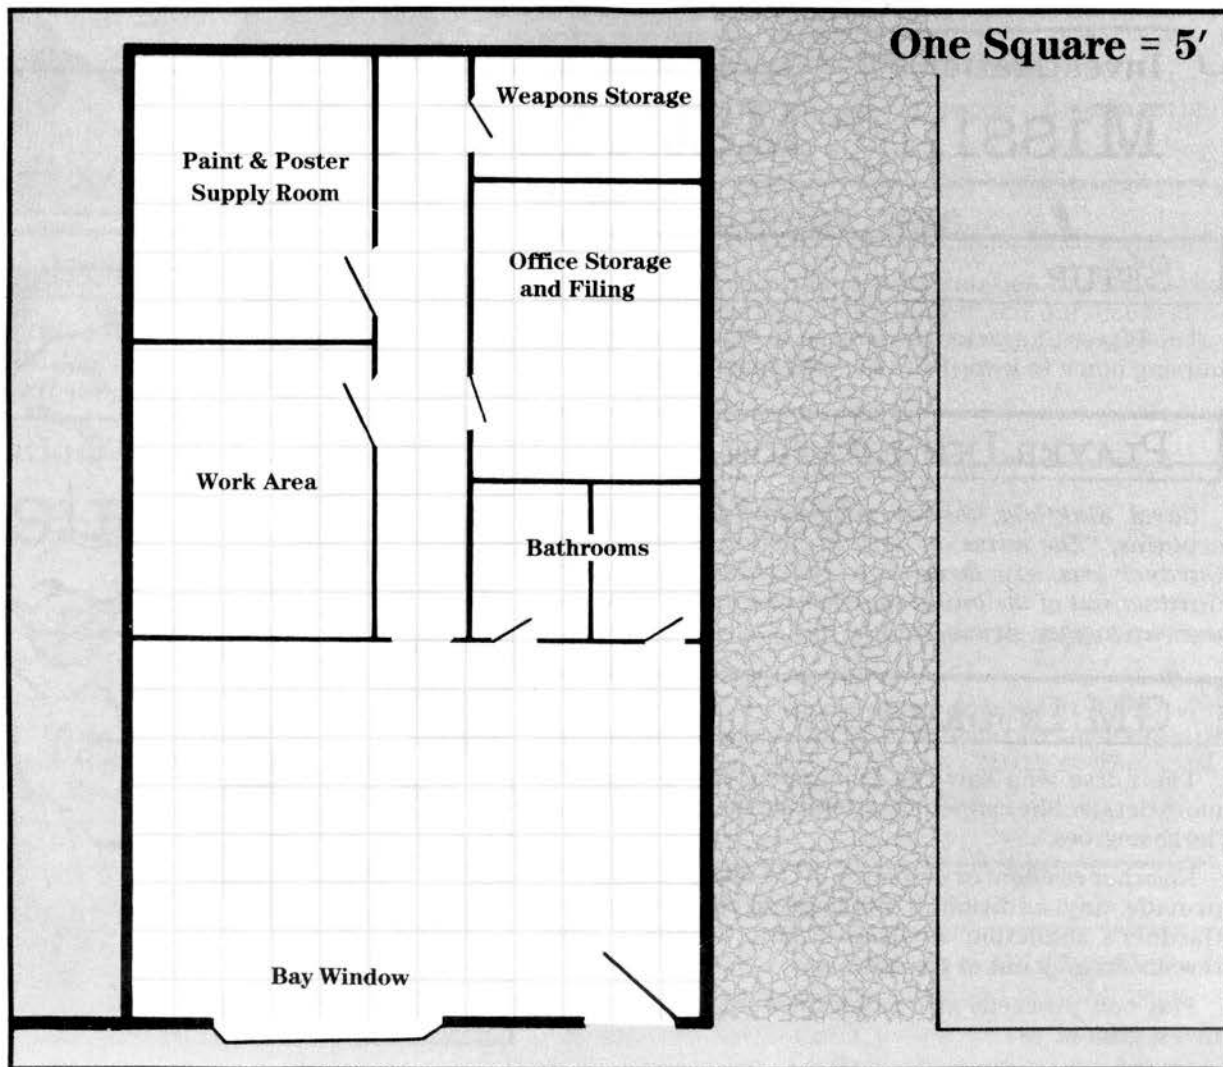 One Square = 5′
Weapons Storage
Paint & Poster
Supply Room
Office Storage
and Filing
Work Area
Bathrooms
Bay Window